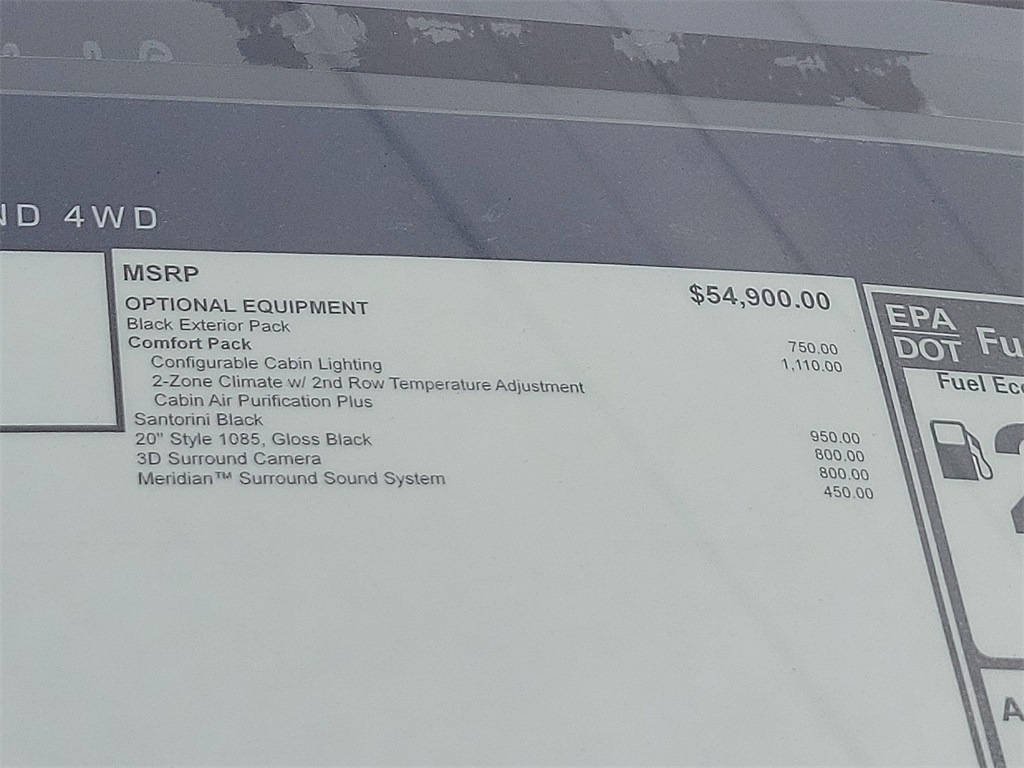 ND 4WD
MSRP $54,900.00
OPTIONAL EQUIPMENT
Black Exterior Pack 750.00
Comfort Pack 1,110.00
Configurable Cabin Lighting
2-Zone Climate w/ 2nd Row Temperature Adjustment
Cabin Air Purification Plus
Santorini Black 950.00
20" Style 1085, Gloss Black 800.00
3D Surround Camera 800.00
Meridian™ Surround Sound System 450.00
EPA
DOT Fu
Fuel Eco
A